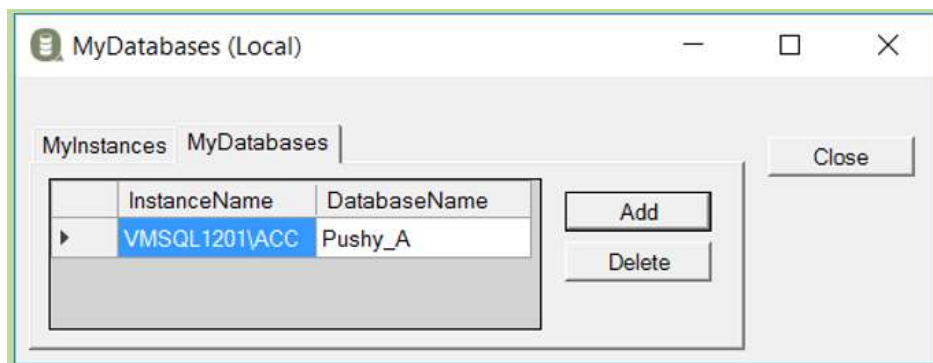 MyDatabases (Local)
MyInstances MyDatabases
Close
InstanceName DatabaseName
VMSQL1201\ACC Pushy_A
Add
Delete